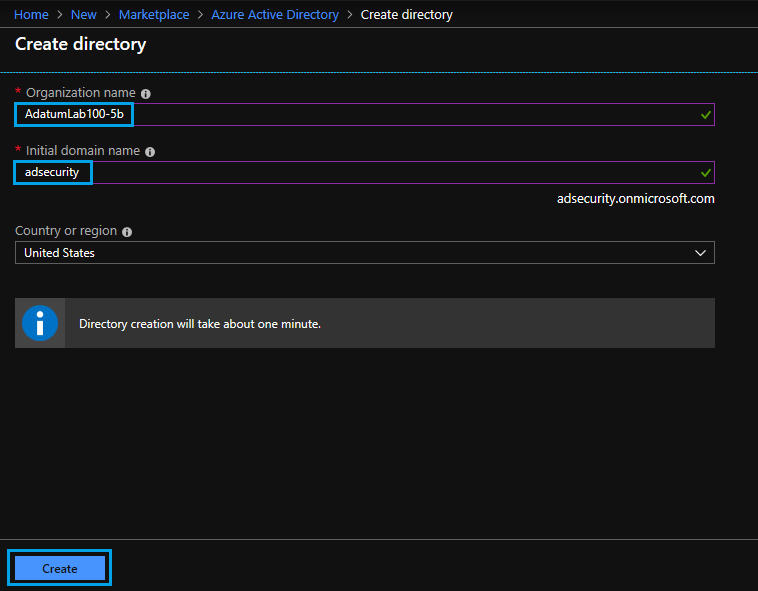 Home > New > Marketplace > Azure Active Directory > Create directory
Create directory
* Organization name
AdatumLab100-5b
* Initial domain name
adsecurity
adsecurity.onmicrosoft.com
Country or region
United States
Directory creation will take about one minute.
Create